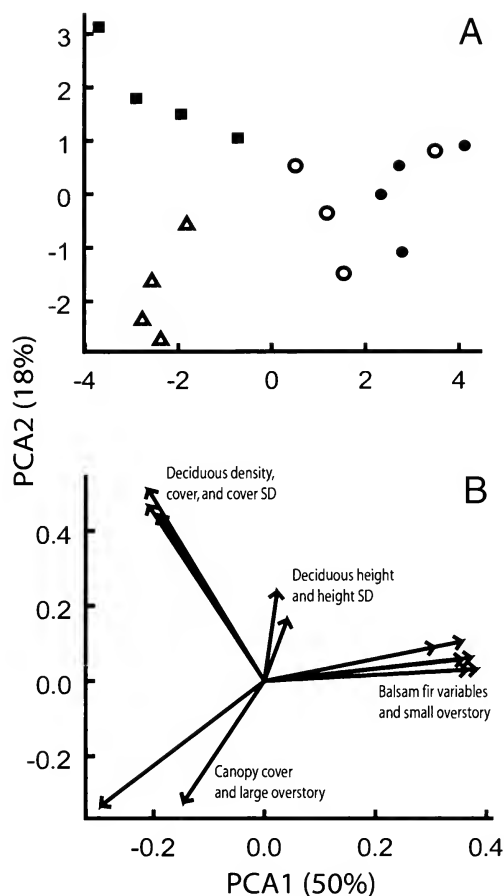 A
3
2
1
0
-1
-2
-4
-2
0
2
4
PCA2 (18%)
B
Deciduous density,
cover, and cover SD
Deciduous height
and height SD
Balsam fir variables
and small overstory
Canopy cover
and large overstory
0.4
0.2
0.0
-0.2
-0.2
0.0
0.2
0.4
PCA1 (50%)